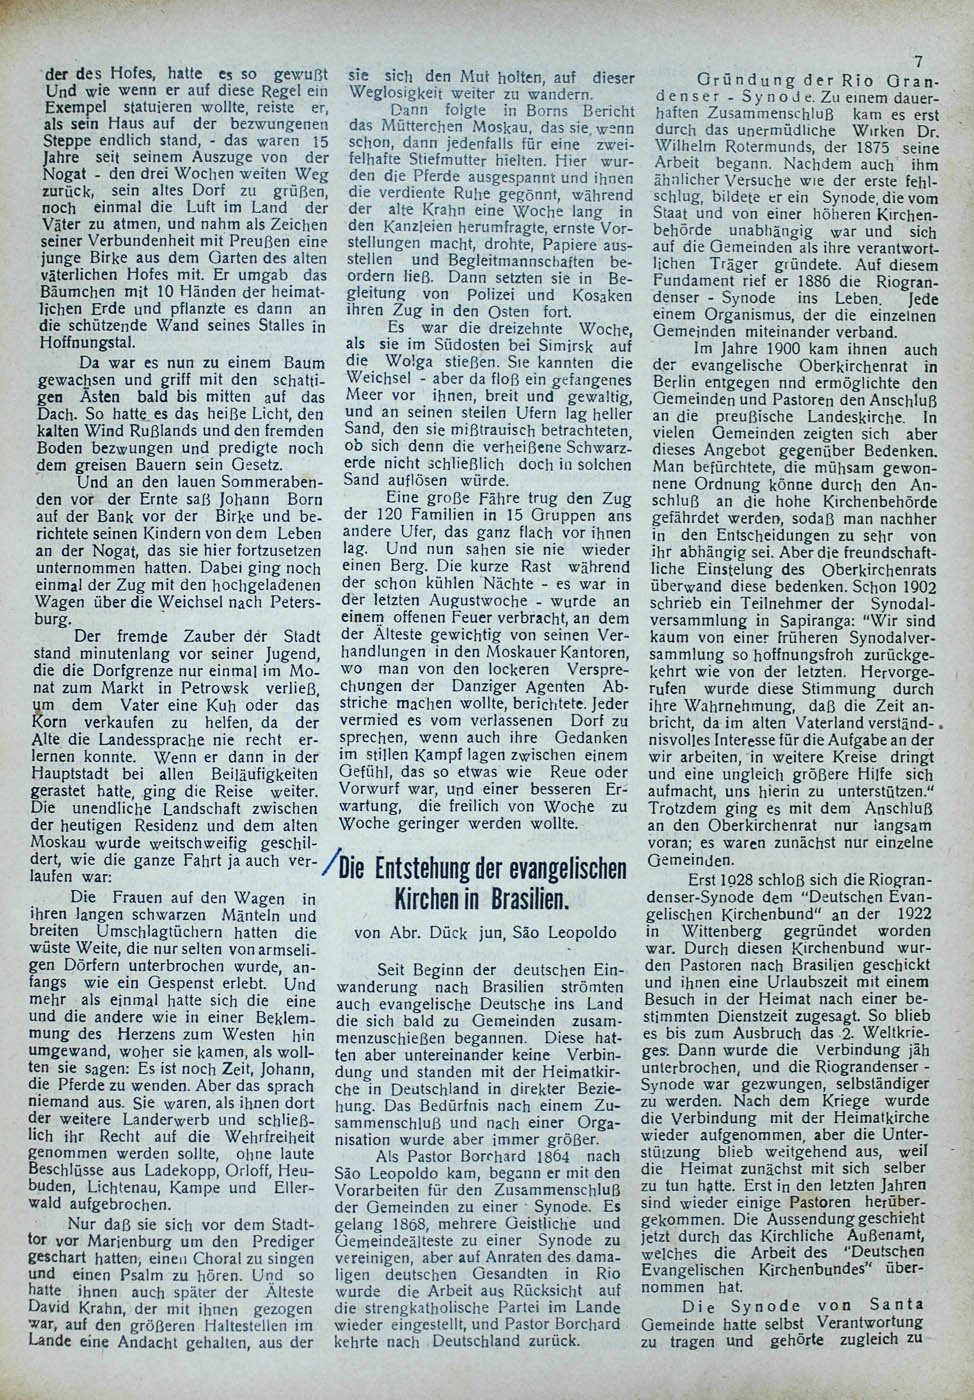 7
der des Hofes, hatte es so gewußt
Und wie wenn er auf diese Regel ein
Exempel statuieren wollte, reiste er,
als sein Haus auf der bezwungenen
Steppe endlich stand, - das waren 15
Jahre seit seinem Auszuge von der
Nogat - den drei Wochen weiten Weg
zurück, sein altes Dorf zu grüßen,
noch einmal die Luft im Land der
Väter zu atmen, und nahm als Zeichen
seiner Verbundenheit mit Preußen eine
junge Birke aus dem Garten des alten
väterlichen Hofes mit. Er umgab das
Bäumchen mit 10 Händen der heimat-
lichen Erde und pflanzte es dann an
die schützende Wand seines Stalles in
Hoffnungstal.
Da war es nun zu einem Baum
gewachsen und griff mit den schatti-
gen Ästen bald bis mitten auf das
Dach. So hatte es das heiße Licht, den
kalten Wind Rußlands und den fremden
Boden bezwungen und predigte noch
dem greisen Bauern sein Gesetz.
Und an den lauen Sommeraben-
den vor der Ernte saß Johann Born
auf der Bank vor der Birke und be-
richtete seinen Kindern von dem Leben
an der Nogat, das sie hier fortzusetzen
unternommen hatten. Dabei ging noch
einmal der Zug mit den hochgeladenen
Wagen über die Weichsel nach Peters-
burg.
Der fremde Zauber der Stadt
stand minutenlang vor seiner Jugend,
die die Dorfgrenze nur einmal im Mo-
nat zum Markt in Petrowsk verließ,
um dem Vater eine Kuh oder das
Korn verkaufen zu helfen, da der
Alte die Landessprache nie recht er-
lernen konnte. Wenn er dann in der
Hauptstadt bei allen Beiläufigkeiten
gerastet hatte, ging die Reise weiter.
Die unendliche Landschaft zwischen
der heutigen Residenz und dem alten
Moskau wurde weitschweifig geschil-
dert, wie die ganze Fahrt ja auch ver-
laufen war:
Die Frauen auf den Wagen in
ihren langen schwarzen Mänteln und
breiten Umschlagtüchern hatten die
wüste Weite, die nur selten von armseli-
gen Dörfern unterbrochen wurde, an-
fangs wie ein Gespenst erlebt. Und
mehr als einmal hatte sich die eine
und die andere wie in einer Beklem-
mung des Herzens zum Westen hin
umgewand, woher sie kamen, als woll-
ten sie sagen: Es ist noch Zeit, Johann,
die Pferde zu wenden. Aber das sprach
niemand aus. Sie waren, als ihnen dort
der weitere Landerwerb und schließ-
lich ihr Recht auf die Wehrfreiheit
genommen werden sollte, ohne laute
Beschlüsse aus Ladekopp, Orloff, Heu-
buden, Lichtenau, Kampe und Eller-
wald aufgebrochen.
Nur daß sie sich vor dem Stadt-
tor vor Marienburg um den Prediger
geschart hatten, einen Choral zu singen
und einen Psalm zu hören. Und so
hatte ihnen auch später der Älteste
David Krahn, der mit ihnen gezogen
war, auf den größeren Haltestellen im
Lande eine Andacht gehalten, aus der
sie sich den Mut holten, auf dieser
Weglosigkeit weiter zu wandern.
Dann folgte in Borns Bericht
das Mütterchen Moskau, das sie, wenn
schon, dann jedenfalls für eine zwei-
felhafte Stiefmutter hielten. Hier wur-
den die Pferde ausgespannt und ihnen
die verdiente Ruhe gegönnt, während
der alte Krahn eine Woche lang in
den Kanzleien herumfragte, ernste Vor-
stellungen macht, drohte, Papiere aus-
stellen und Begleitmannschaften be-
ordern ließ. Dann setzten sie in Be-
gleitung von Polizei und Kosaken
ihren Zug in den Osten fort.
Es war die dreizehnte Woche,
als sie im Südosten bei Simirsk auf
die Wolga stießen. Sie kannten die
Weichsel - aber da floß ein gefangenes
Meer vor ihnen, breit und gewaltig,
und an seinen steilen Ufern lag heller
Sand, den sie mißtrauisch betrachteten,
ob sich denn die verheißene Schwarz-
erde nicht schließlich doch in solchen
Sand auflösen würde.
Eine große Fähre trug den Zug
der 120 Familien in 15 Gruppen ans
andere Ufer, das ganz flach vor ihnen
lag. Und nun sahen sie nie wieder
einen Berg. Die kurze Rast während
der schon kühlen Nächte - es war in
der letzten Augustwoche - wurde an
einem offenen Feuer verbracht, an dem
der Älteste gewichtig von seinen Ver-
handlungen in den Moskauer Kantoren,
wo man von den lockeren Verspre-
chungen der Danziger Agenten Ab-
striche machen wollte, berichtete. Jeder
vermied es vom verlassenen Dorf zu
sprechen, wenn auch ihre Gedanken
im stillen Kampf lagen zwischen einem
Gefühl, das so etwas wie Reue oder
Vorwurf war, und einer besseren Er-
wartung, die freilich von Woche zu
Woche geringer werden wollte.
Die Entstehung der evangelischen
Kirchen in Brasilien.
von Abr. Dück jun, São Leopoldo
Seit Beginn der deutschen Ein-
wanderung nach Brasilien strömten
auch evangelische Deutsche ins Land
die sich bald zu Gemeinden zusam-
menzuschießen begannen. Diese hat-
ten aber untereinander keine Verbin-
dung und standen mit der Heimatkir-
che in Deutschland in direkter Bezie-
hung. Das Bedürfnis nach einem Zu-
sammenschluß und nach einer Orga-
nisation wurde aber immer größer.
Als Pastor Borchard 1864 nach
São Leopoldo kam, begann er mit den
Vorarbeiten für den Zusammenschluß
der Gemeinden zu einer Synode. Es
gelang 1868, mehrere Geistliche und
Gemeindeälteste zu einer Synode zu
vereinigen, aber auf Anraten des dama-
ligen deutschen Gesandten in Rio
wurde die Arbeit aus Rücksicht auf
die strengkatholische Partei im Lande
wieder eingestellt, und Pastor Borchard
kehrte nach Deutschland zurück.
Gründung der Rio Gran-
denser - Synode. Zu einem dauer-
haften Zusammenschluß kam es erst
durch das unermüdliche Wirken Dr.
Wilhelm Rotermunds, der 1875 seine
Arbeit begann. Nachdem auch ihm
ähnlicher Versuche wie der erste fehl-
schlug, bildete er ein Synode, die vom
Staat und von einer höheren Kirchen-
behörde unabhängig war und sich
auf die Gemeinden als ihre verantwort-
lichen Träger gründete. Auf diesem
Fundament rief er 1886 die Riogran-
denser - Synode ins Leben. Jede
einem Organismus, der die einzelnen
Gemeinden miteinander verband.
Im Jahre 1900 kam ihnen auch
der evangelische Oberkirchenrat in
Berlin entgegen nnd ermöglichte den
Gemeinden und Pastoren den Anschluß
an die preußische Landeskirche. In
vielen Gemeinden zeigten sich aber
dieses Angebot gegenüber Bedenken.
Man befürchtete, die mühsam gewon-
nene Ordnung könne durch den An-
schluß an die hohe Kirchenbehörde
gefährdet werden, sodaß man nachher
in den Entscheidungen zu sehr von
ihr abhängig sei. Aber die freundschaft-
liche Einstelung des Oberkirchenrats
überwand diese bedenken. Schon 1902
schrieb ein Teilnehmer der Synodal-
versammlung in Sapiranga: "Wir sind
kaum von einer früheren Synodalver-
sammlung so hoffnungsfroh zurückge-
kehrt wie von der letzten. Hervorge-
rufen wurde diese Stimmung durch
ihre Wahrnehmung, daß die Zeit an-
bricht, da im alten Vaterland verständ-
nisvolles Interesse für die Aufgabe an der
wir arbeiten, in weitere Kreise dringt
und eine ungleich größere Hilfe sich
aufmacht, uns hierin zu unterstützen."
Trotzdem ging es mit dem Anschluß
an den Oberkirchenrat nur langsam
voran; es waren zunächst nur einzelne
Gemeinden.
Erst 1928 schloß sich die Riogran-
denser-Synode dem "Deutschen Evan-
gelischen Kirchenbund" an der 1922
in Wittenberg gegründet worden
war. Durch diesen Kirchenbund wur-
den Pastoren nach Brasilien geschickt
und ihnen eine Urlaubszeit mit einem
Besuch in der Heimat nach einer be-
stimmten Dienstzeit zugesagt. So blieb
es bis zum Ausbruch das 2. Weltkrie-
ges. Dann wurde die Verbindung jäh
unterbrochen, und die Riograndenser -
Synode war gezwungen, selbständiger
zu werden. Nach dem Kriege wurde
die Verbindung mit der Heimatkirche
wieder aufgenommen, aber die Unter-
stützung blieb weitgehend aus, weil
die Heimat zunächst mit sich selber
zu tun hatte. Erst in den letzten Jahren
sind wieder einige Pastoren herüber-
gekommen. Die Aussendung geschieht
jetzt durch das Kirchliche Außenamt,
welches die Arbeit des "Deutschen
Evangelischen Kirchenbundes" über-
nommen hat.
Die Synode von Santa
Gemeinde hatte selbst Verantwortung
zu tragen und gehörte zugleich zu